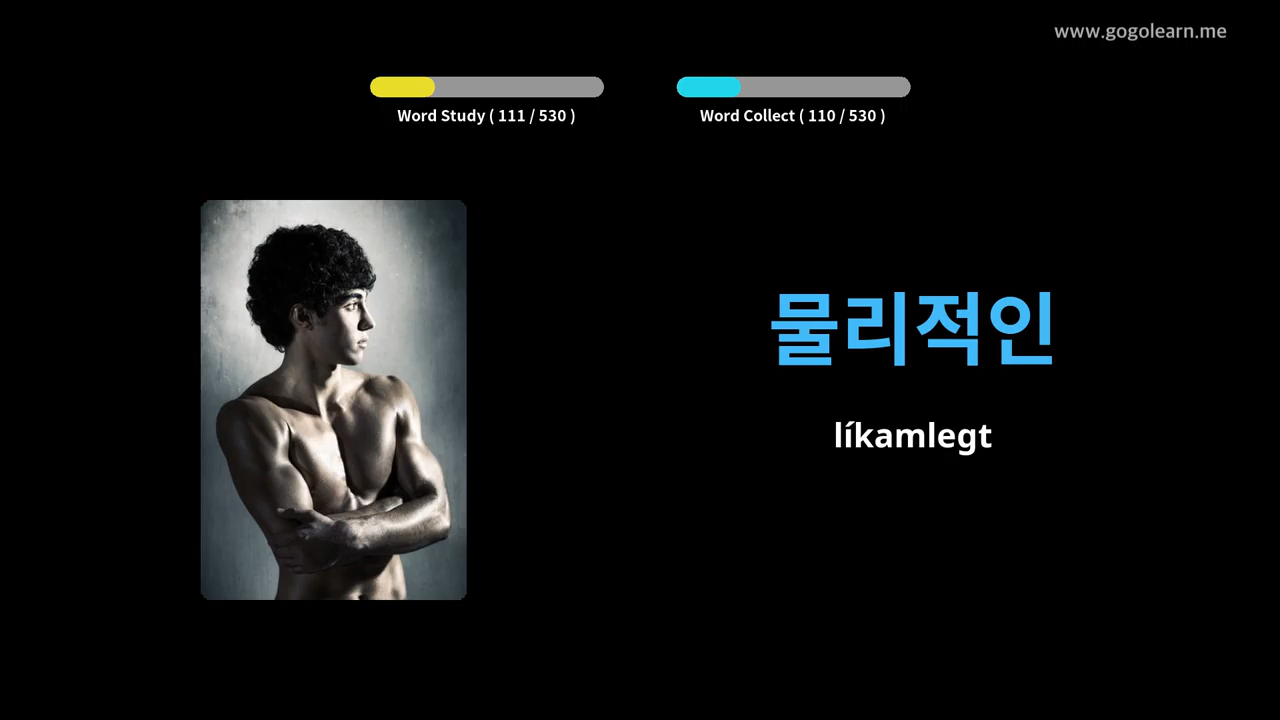 www.gogolearn.me
Word Study ( 111 / 530 )
Word Collect ( 110 / 530 )
물리적인
líkamlegt